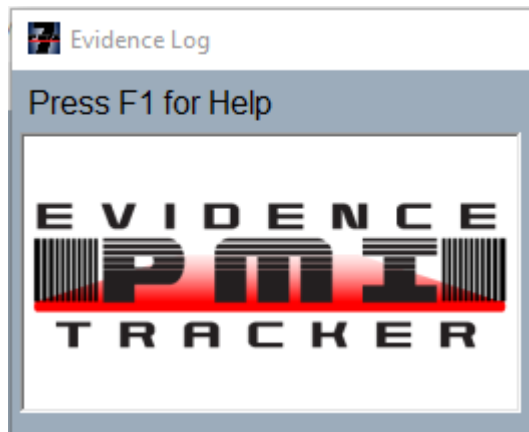 Evidence Log
Press F1 for Help
EVIDENCE
PMI
TRACKER